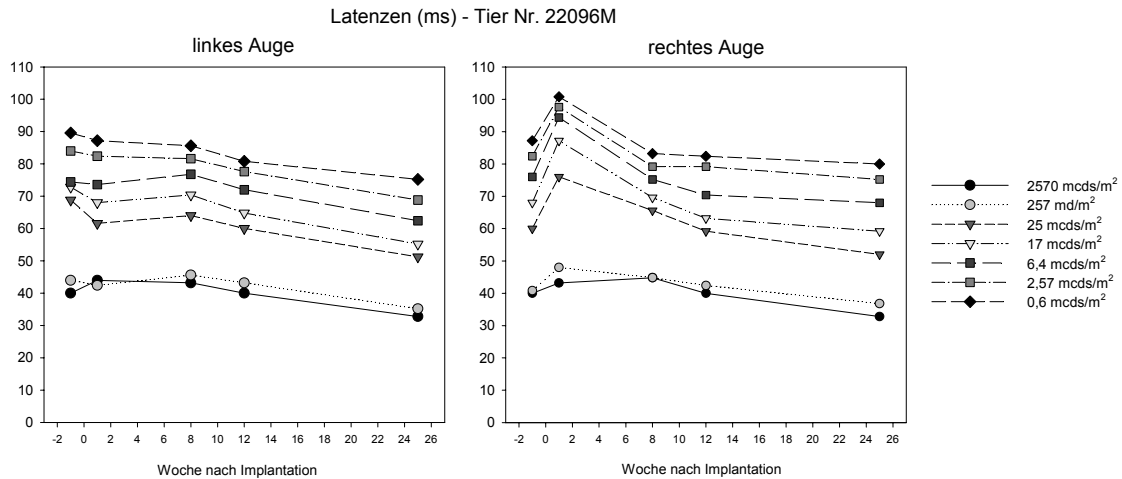 Latenzen (ms) - Tier Nr. 22096M
linkes Auge
110
100
90
80
70
60
50
40
30
20
10
0
-2 0 2 4 6 8 10 12 14 16 18 20 22 24 26
Woche nach Implantation
rechtes Auge
110
100
90
80
70
60
50
40
30
20
10
0
-2 0 2 4 6 8 10 12 14 16 18 20 22 24 26
Woche nach Implantation
2570 mcds/m²
257 md/m²
25 mcds/m²
17 mcds/m²
6,4 mcds/m²
2,57 mcds/m²
0,6 mcds/m²